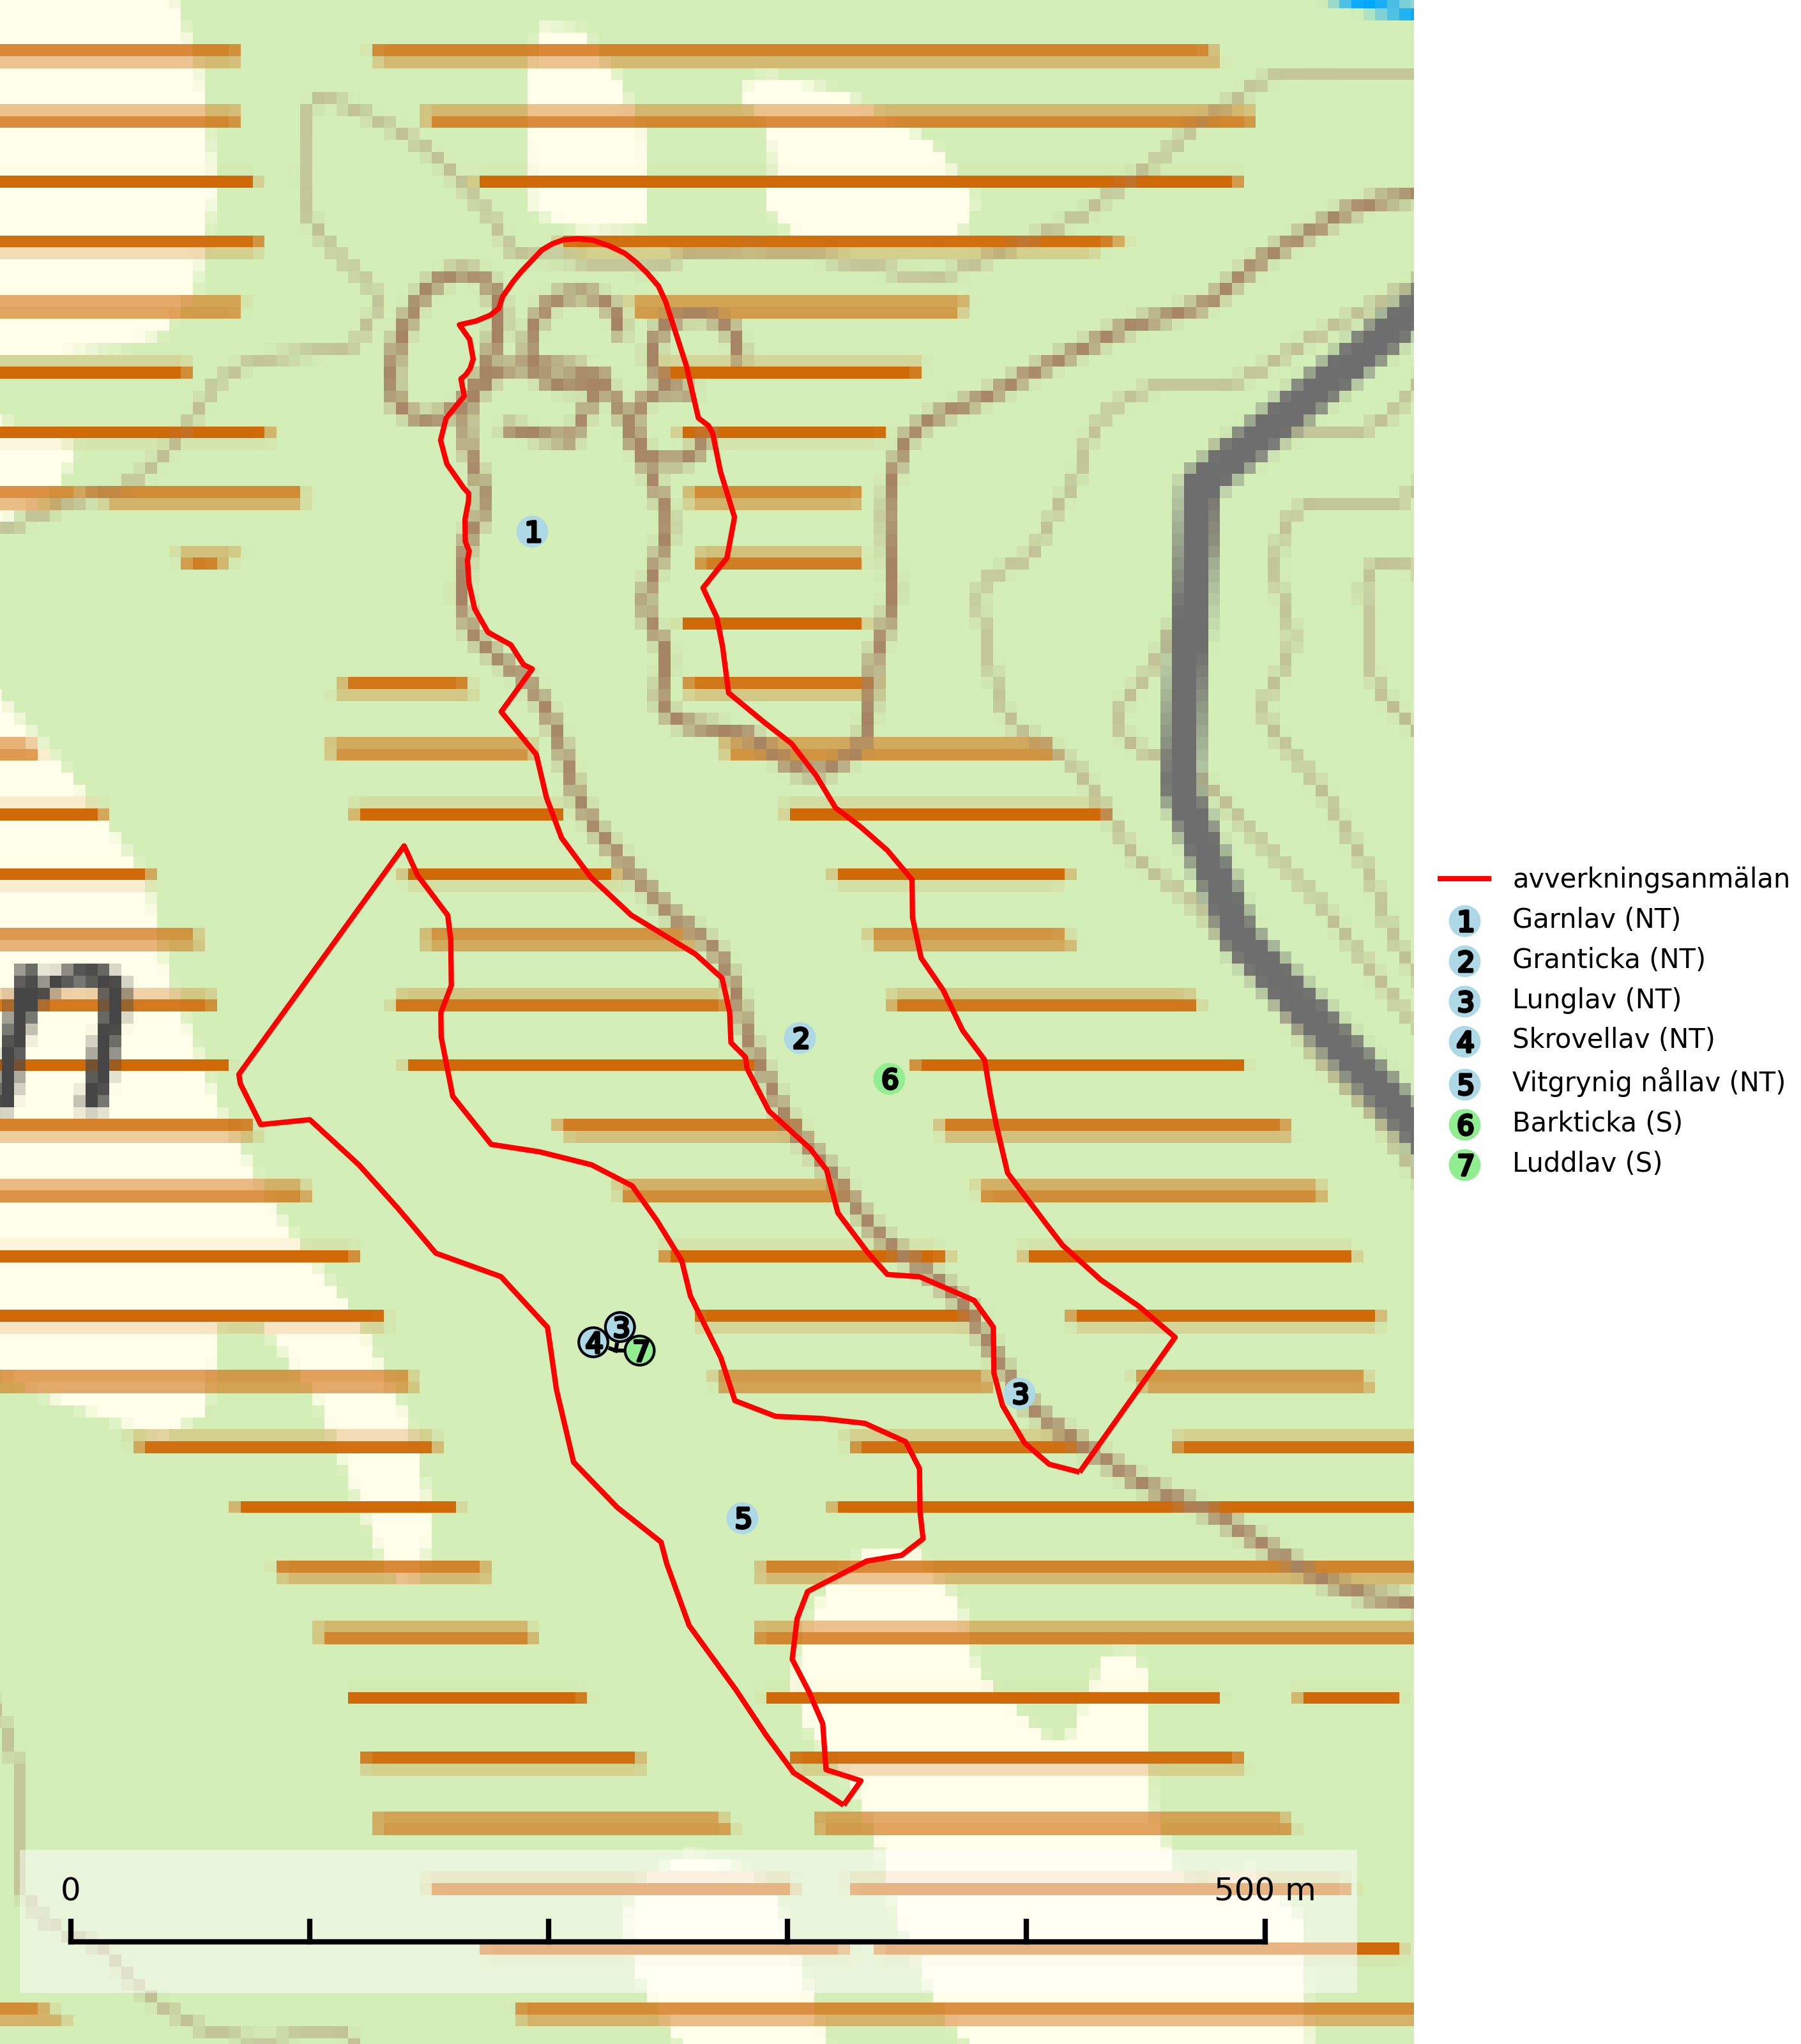 1
2
6
3
4
7
3
5
0
500 m
avverkningsanmälan
1 Garnlav (NT)
2 Granticka (NT)
3 Lunglav (NT)
4 Skrovellav (NT)
5 Vitgrynig nållav (NT)
6 Barkticka (S)
7 Luddlav (S)